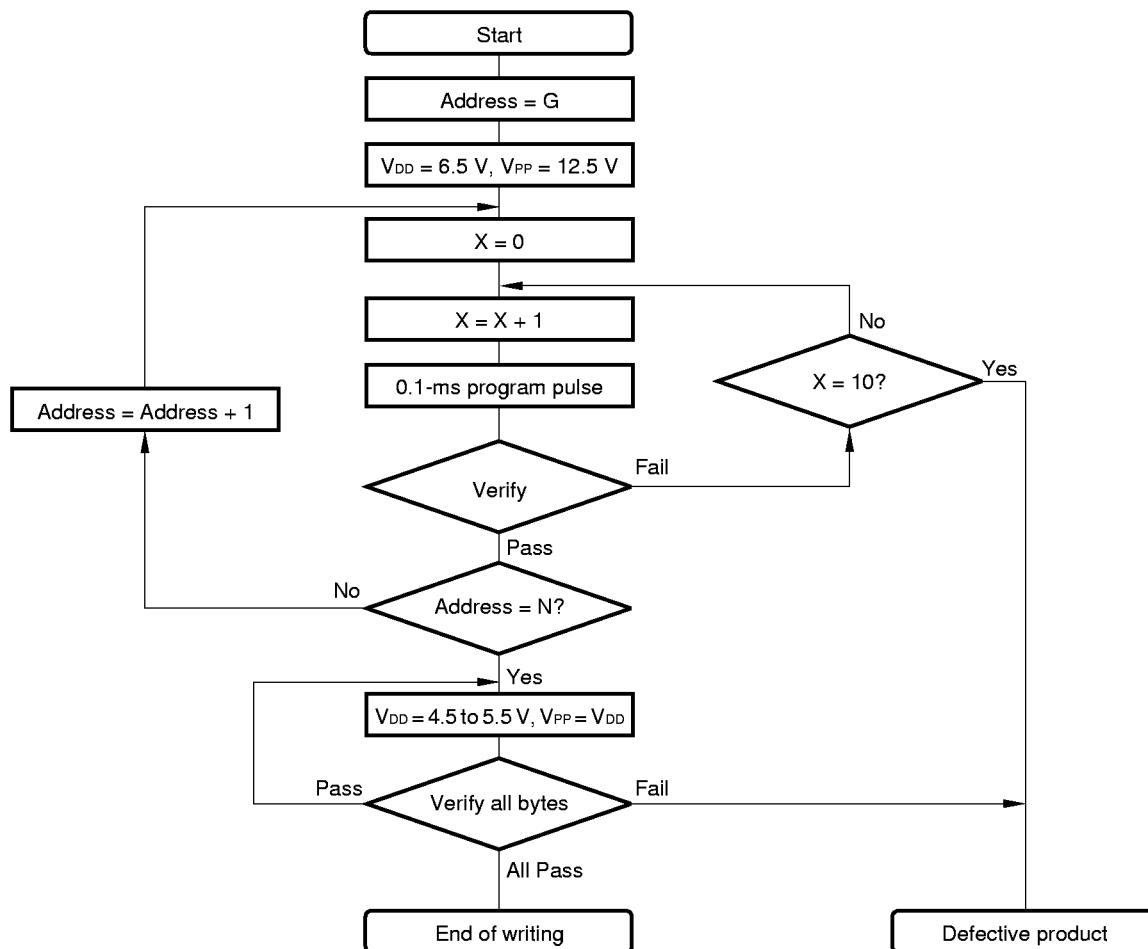 Start
Address = G
VDD = 6.5 V, VPP = 12.5 V
X = 0
X = X + 1
No
0.1-ms program pulse
X = 10?
Yes
Address = Address + 1
Verify
Fail
Pass
No
Address = N?
Yes
VDD = 4.5 to 5.5 V, VPP = VDD
Pass
Verify all bytes
Fail
All Pass
End of writing
Defective product